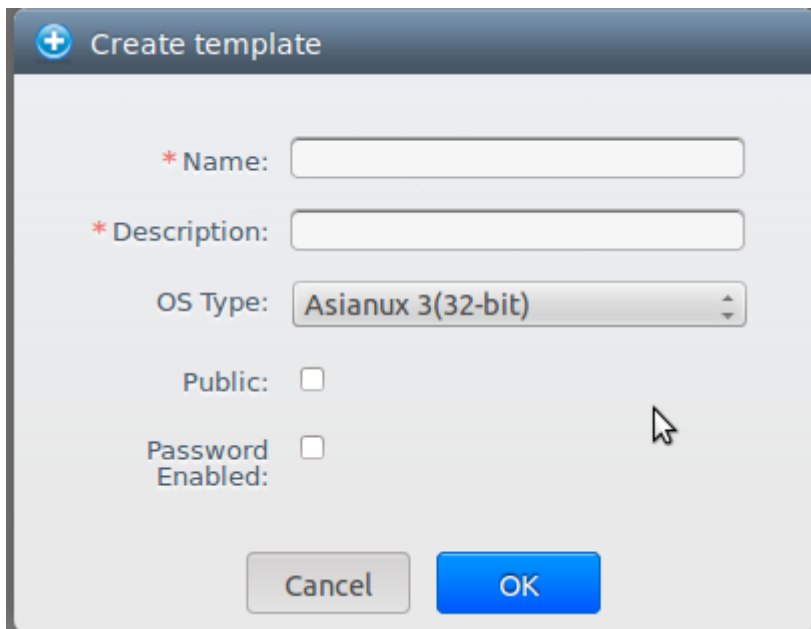 Create template
* Name:
* Description:
OS Type: Asianux 3(32-bit)
Public:
Password
Enabled:
Cancel OK